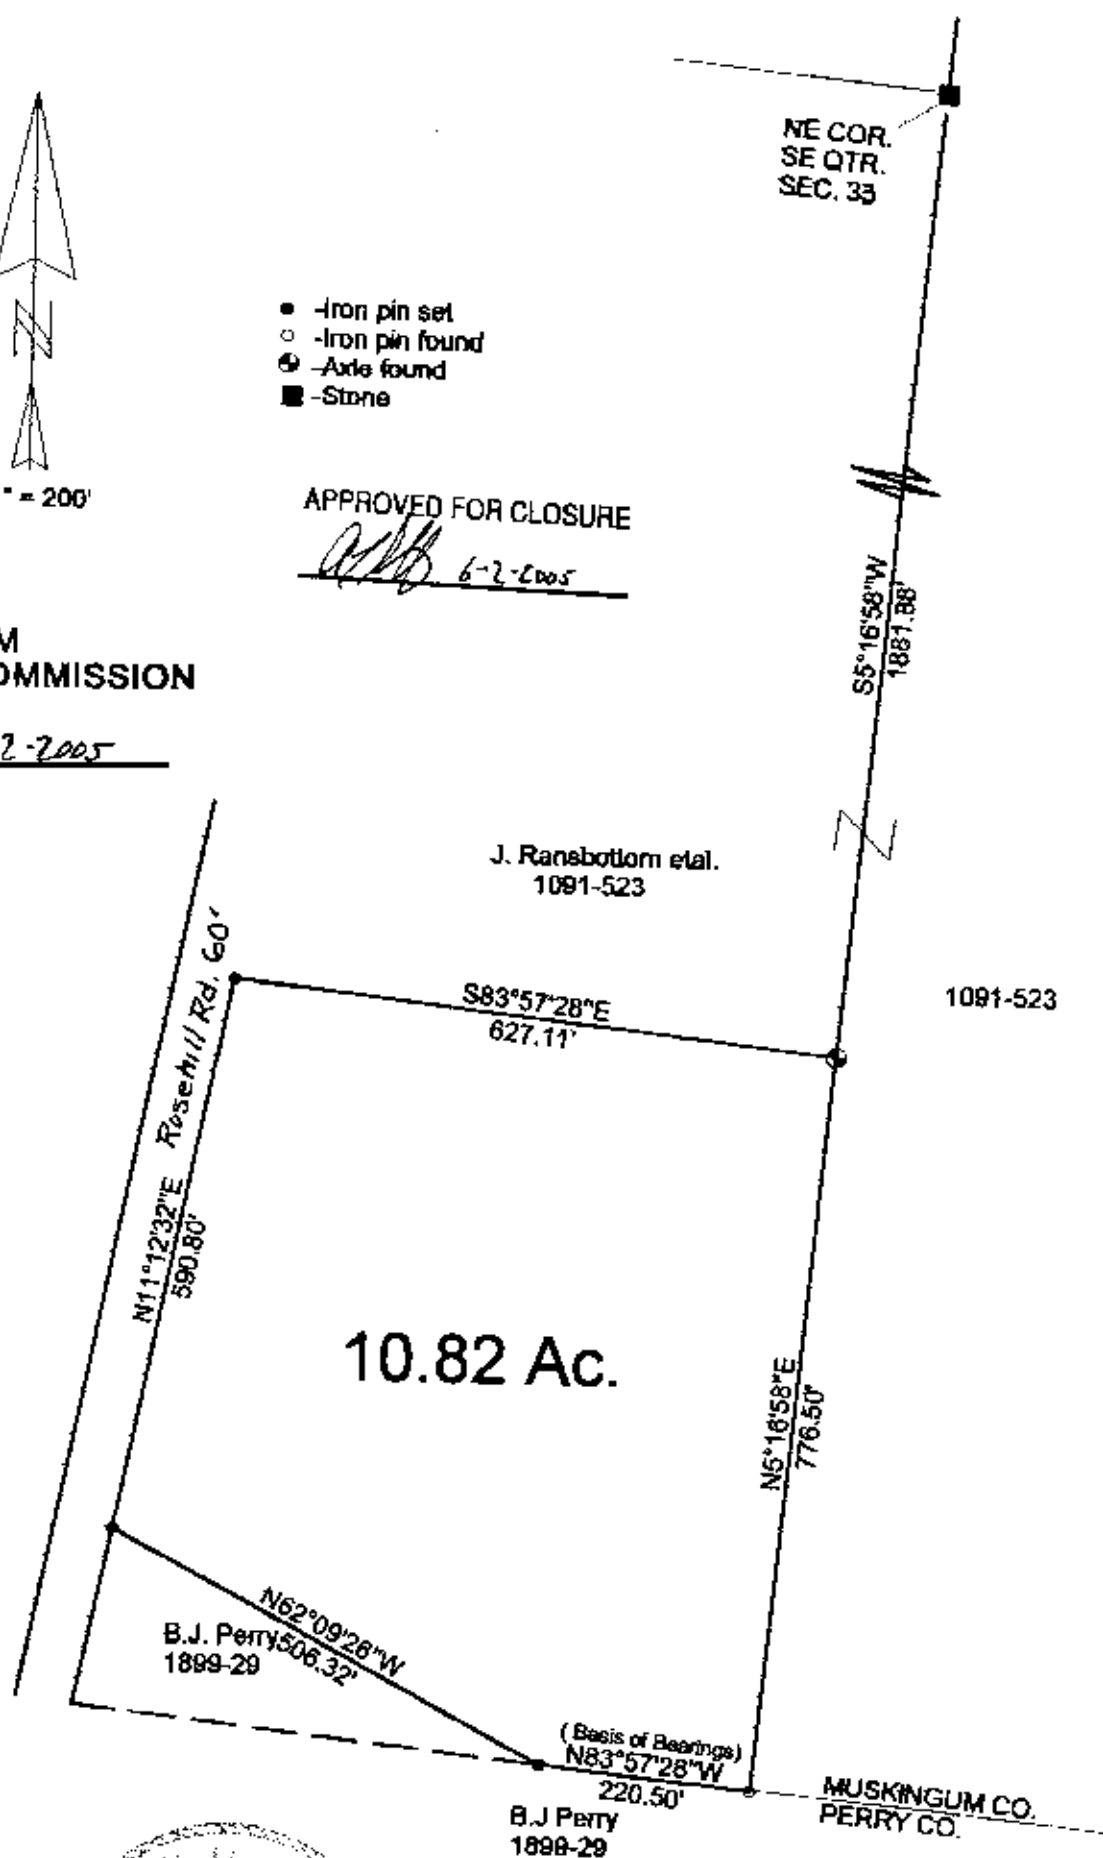 NE COR.
SE QTR.
SEC. 33
-Iron pin set
-Iron pin found
-Axle found
-Stone
" = 200'
APPROVED FOR CLOSURE
6-2-2005
M
OMMISSION
2-2005
S5°16'58"W
1881.88'
J. Ransbottom etal.
1091-523
Rosehill Rd. 60'
S83°57'28"E
627.11'
1091-523
N11°12'32"E
590.80'
10.82 Ac.
N5°16'58"E
776.50'
N62°09'28"W
506.32'
B.J. Perry
1899-29
(Basis of Bearings)
N83°57'28"W
220.50'
MUSKINGUM CO.
PERRY CO.
B.J Perry
1899-29